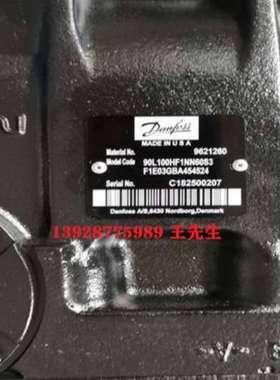 Danfoss
MADE IN U S A
Material No. 9621260
Model Code 90L100HF1NN60S3
F1E03GBA454524
Serial No. C182500207
Danfoss A/S,6430 Nordborg,Denmark
13928775989 王先生